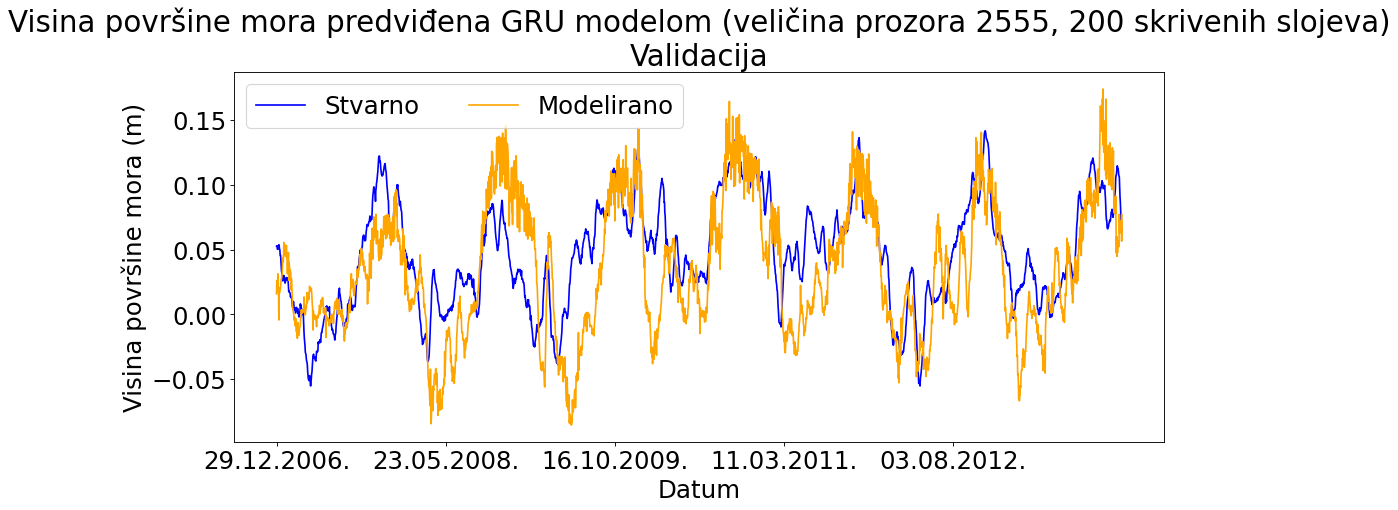 Visina površine mora predviđena GRU modelom (veličina prozora 2555, 200 skrivenih slojeva)
Validacija
Stvarno
Modelirano
Visina površine mora (m)
0.15
0.10
0.05
0.00
−0.05
29.12.2006.
23.05.2008.
16.10.2009.
11.03.2011.
03.08.2012.
Datum